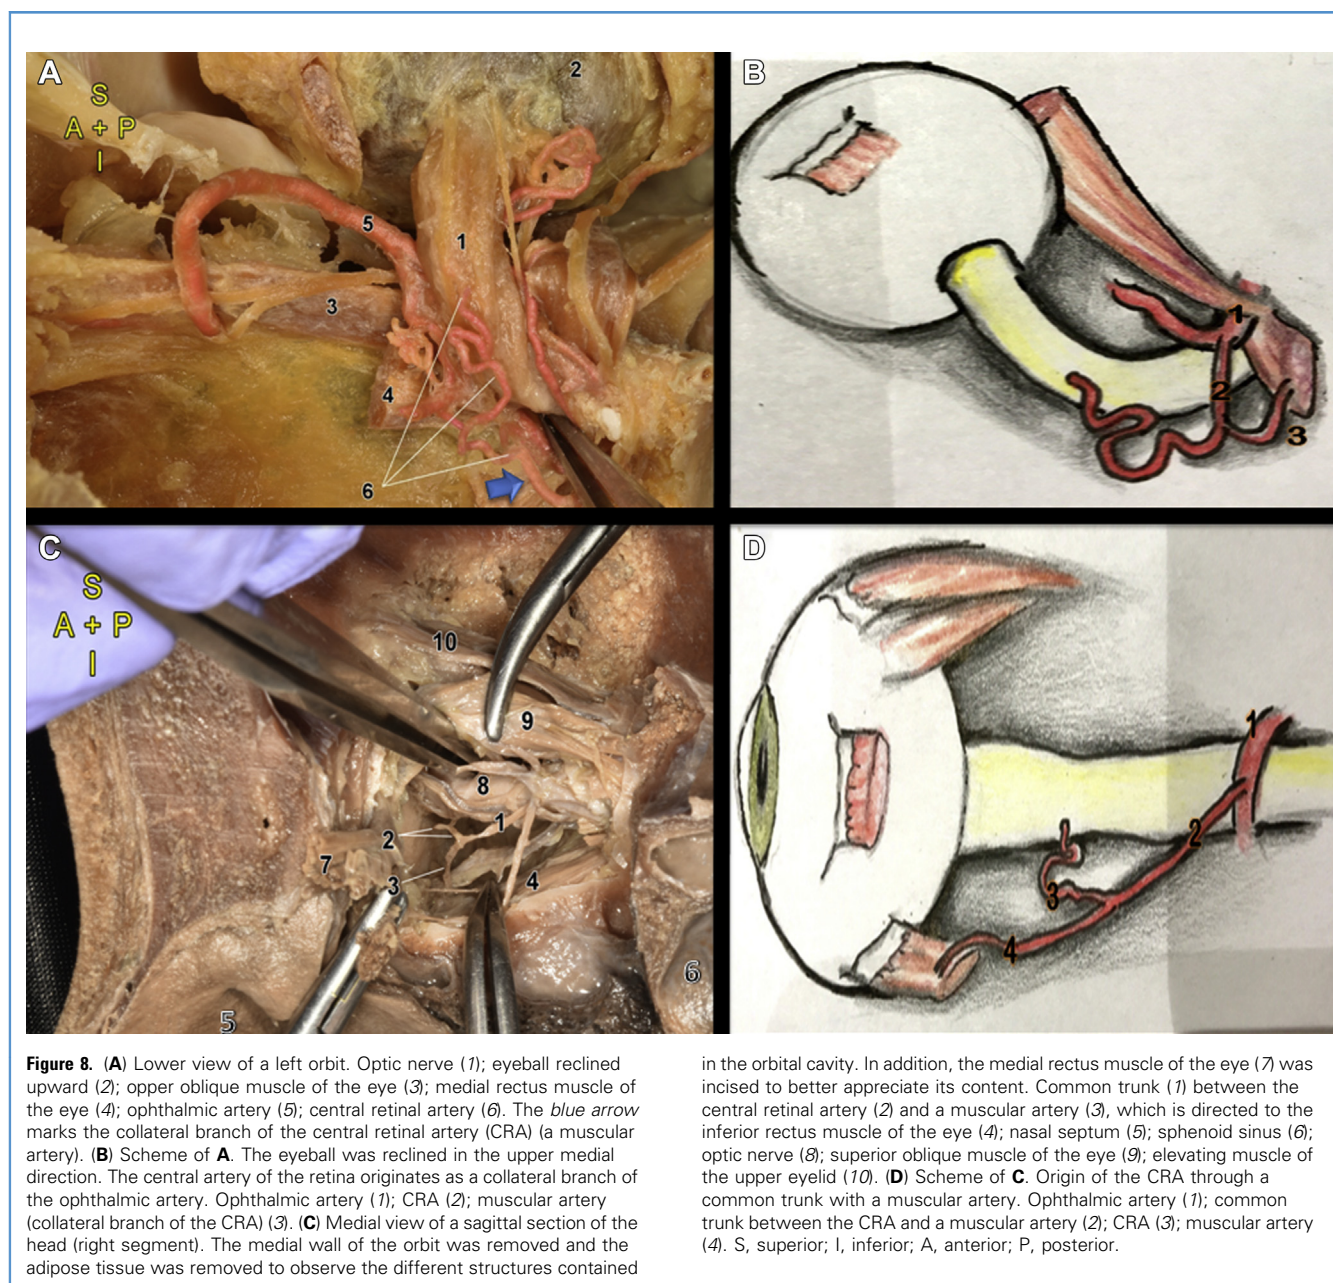 A
S
A + P
I
2
5
1
3
4
6
B
1
2
3
C
S
A + P
I
10
9
8
1
2
7
3
4
6
5
D
1
2
3
4
Figure 8. (A) Lower view of a left orbit. Optic nerve (1); eyeball reclined
upward (2); opper oblique muscle of the eye (3); medial rectus muscle of
the eye (4); ophthalmic artery (5); central retinal artery (6). The blue arrow
marks the collateral branch of the central retinal artery (CRA) (a muscular
artery). (B) Scheme of A. The eyeball was reclined in the upper medial
direction. The central artery of the retina originates as a collateral branch of
the ophthalmic artery. Ophthalmic artery (1); CRA (2); muscular artery
(collateral branch of the CRA) (3). (C) Medial view of a sagittal section of the
head (right segment). The medial wall of the orbit was removed and the
adipose tissue was removed to observe the different structures contained
in the orbital cavity. In addition, the medial rectus muscle of the eye (7) was
incised to better appreciate its content. Common trunk (1) between the
central retinal artery (2) and a muscular artery (3), which is directed to the
inferior rectus muscle of the eye (4); nasal septum (5); sphenoid sinus (6);
optic nerve (8); superior oblique muscle of the eye (9); elevating muscle of
the upper eyelid (10). (D) Scheme of C. Origin of the CRA through a
common trunk with a muscular artery. Ophthalmic artery (1); common
trunk between the CRA and a muscular artery (2); CRA (3); muscular artery
(4). S, superior; I, inferior; A, anterior; P, posterior.